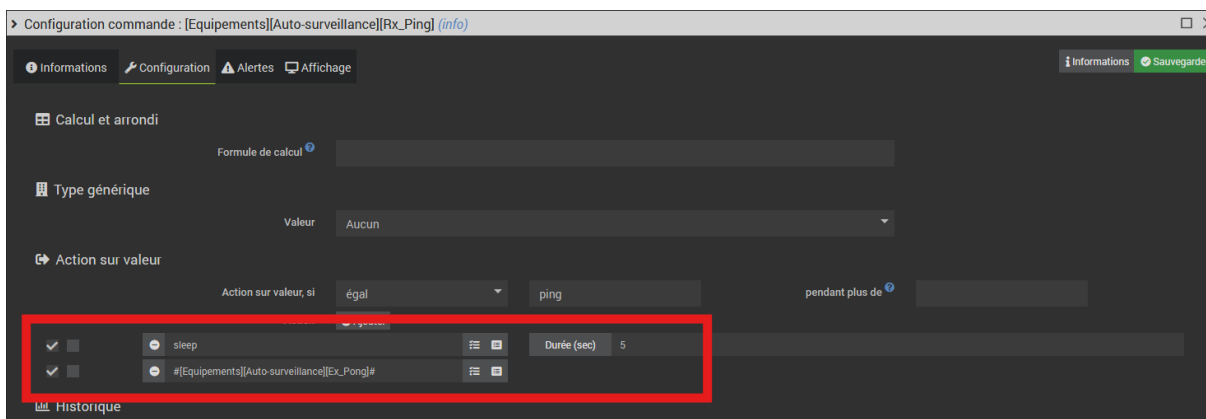 Configuration commande : [Equipements][Auto-surveillance][Rx_Ping] (info)
Informations Configuration Alertes Affichage Informations Sauvegarde
Calcul et arrondi
Formule de calcul
Type générique
Valeur Aucun
Action sur valeur
Action sur valeur, si égal ping pendant plus de
sleep Durée (sec) 5
#[Equipements][Auto-surveillance][Ex_Pong]#
Historique